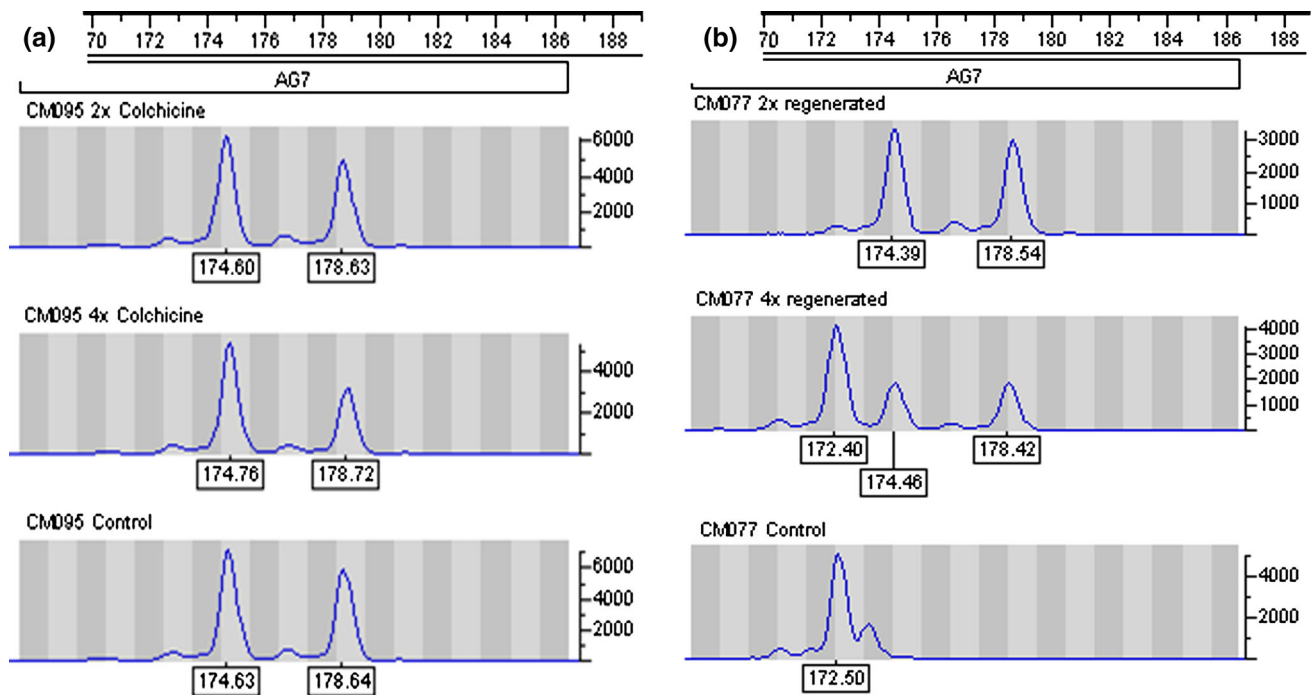 (a)
70 172 174 176 178 180 182 184 186 188
AG7
CM095 2x Colchicine
6000
4000
2000
174.60 178.63
CM095 4x Colchicine
4000
2000
174.76 178.72
CM095 Control
6000
4000
2000
174.63 178.64
(b)
70 172 174 176 178 180 182 184 186 188
AG7
CM077 2x regenerated
3000
2000
1000
174.39 178.54
CM077 4x regenerated
4000
3000
2000
1000
172.40 178.42
174.46
CM077 Control
4000
2000
172.50